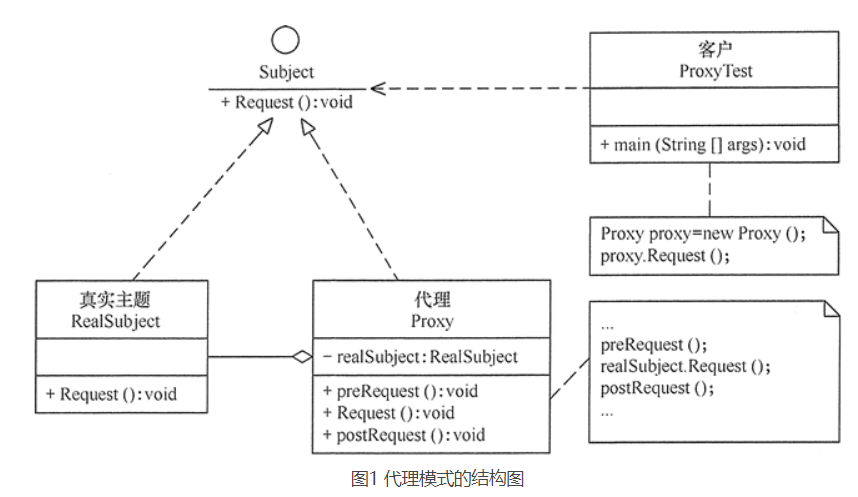 Subject
+ Request ():void
客户
ProxyTest
+ main (String [] args):void
Proxy proxy=new Proxy ();
proxy.Request ();
真实主题
RealSubject
+ Request ():void
代理
Proxy
- realSubject:RealSubject
+ preRequest ():void
+ Request ():void
+ postRequest ():void
...
preRequest ();
realSubject.Request ();
postRequest ();
...
图1 代理模式的结构图